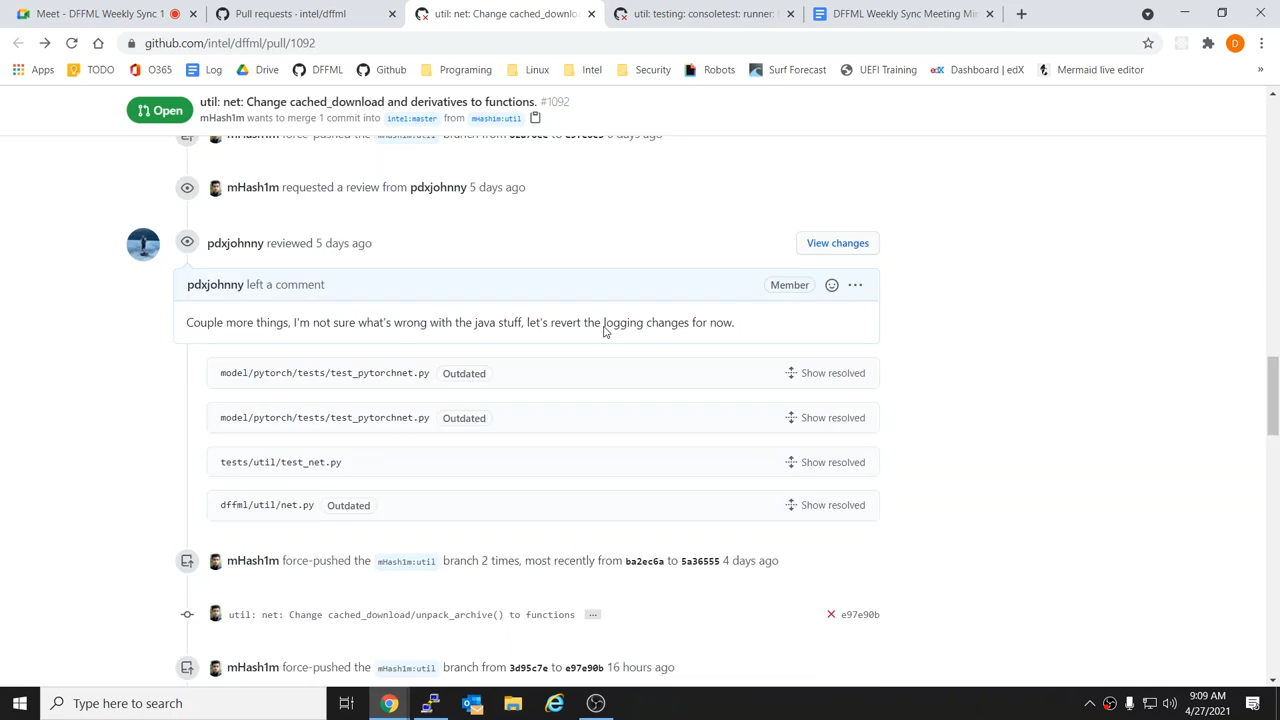 Meet – DFFML Weekly Sync 1
Pull requests · intel/dffml
util: net: Change cached_downlo
util: testing: consoletest: runner:
DFFML Weekly Sync Meeting Mi
github.com/intel/dffml/pull/1092
D
Apps
TODO
O365
Log
Drive
DFFML
Github
Programing
Linux
Intel
Security
Robots
Surf Forecast
UEFI Training
Dashboard | edX
Mermaid live editor
»
Open
util: net: Change cached_download and derivatives to functions. #1092
mHash1m wants to merge 1 commit into intel:master from mHash1m:util
mHash1m force-pushed the mHash1m:util branch from
mHash1m requested a review from pdxjohnny 5 days ago
pdxjohnny reviewed 5 days ago
View changes
pdxjohnny left a comment
Member
Couple more things, I'm not sure what's wrong with the java stuff, let's revert the logging changes for now.
model/pytorch/tests/test_pytorchnet.py Outdated Show resolved
model/pytorch/tests/test_pytorchnet.py Outdated Show resolved
tests/util/test_net.py Show resolved
dffml/util/net.py Outdated Show resolved
mHash1m force-pushed the mHash1m:util branch 2 times, most recently from ba2ec6a to 5a36555 4 days ago
util: net: Change cached_download/unpack_archive() to functions ... e97e90b
mHash1m force-pushed the mHash1m:util branch from 3d95c7e to e97e90b 16 hours ago
Type here to search
9:09 AM
4/27/2021